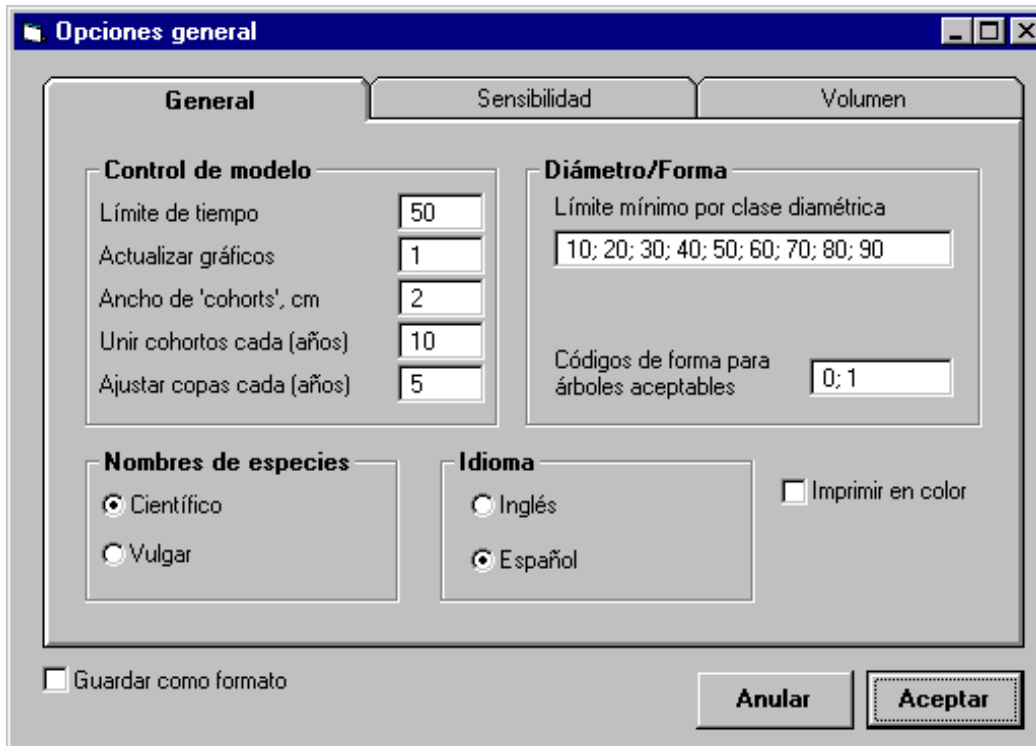 Opciones general
General
Sensibilidad
Volumen
Control de modelo
Límite de tiempo
50
Actualizar gráficos
1
Ancho de 'cohorts', cm
2
Unir cohortos cada (años)
10
Ajustar copas cada (años)
5
Diámetro/Forma
Límite mínimo por clase diamétrica
10; 20; 30; 40; 50; 60; 70; 80; 90
Códigos de forma para
árboles aceptables
0; 1
Nombres de especies
Científico
Vulgar
Idioma
Inglés
Español
Imprimir en color
Guardar como formato
Anular
Aceptar